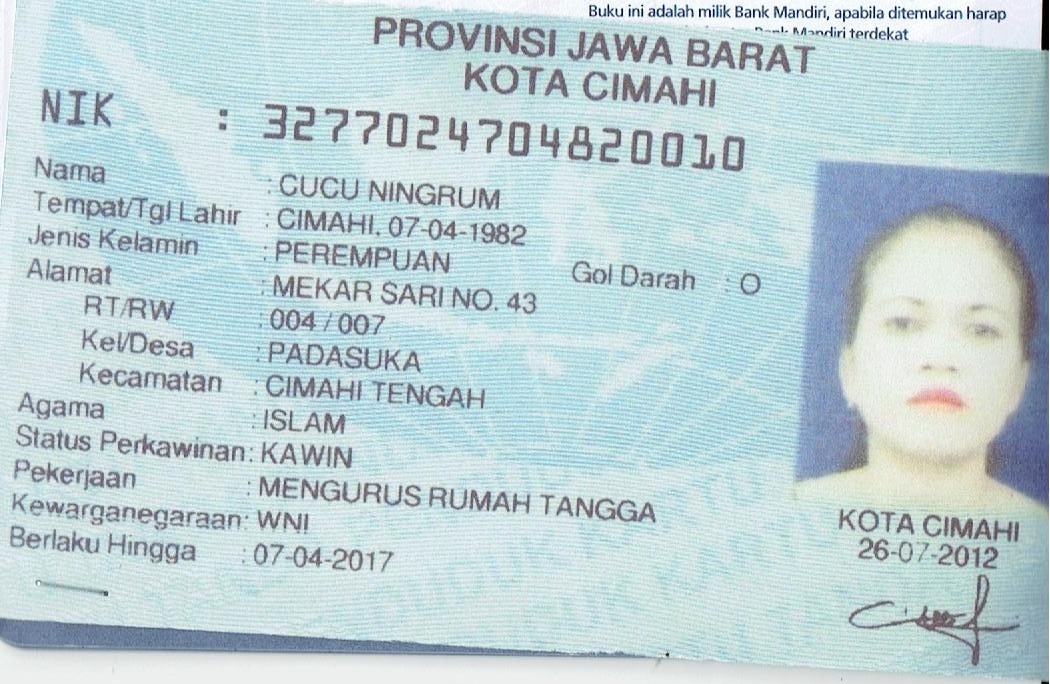 Buku ini adalah milik Bank Mandiri, apabila ditemukan harap
Bank Mandiri terdekat
PROVINSI JAWA BARAT
KOTA CIMAHI
NIK : 3277024704820010
Nama : CUCU NINGRUM
Tempat/Tgl Lahir : CIMAHI, 07-04-1982
Jenis Kelamin : PEREMPUAN Gol Darah : O
Alamat : MEKAR SARI NO. 43
RT/RW : 004 / 007
Kel/Desa : PADASUKA
Kecamatan : CIMAHI TENGAH
Agama : ISLAM
Status Perkawinan: KAWIN
Pekerjaan : MENGURUS RUMAH TANGGA
Kewarganegaraan: WNI
Berlaku Hingga : 07-04-2017
KOTA CIMAHI
26-07-2012